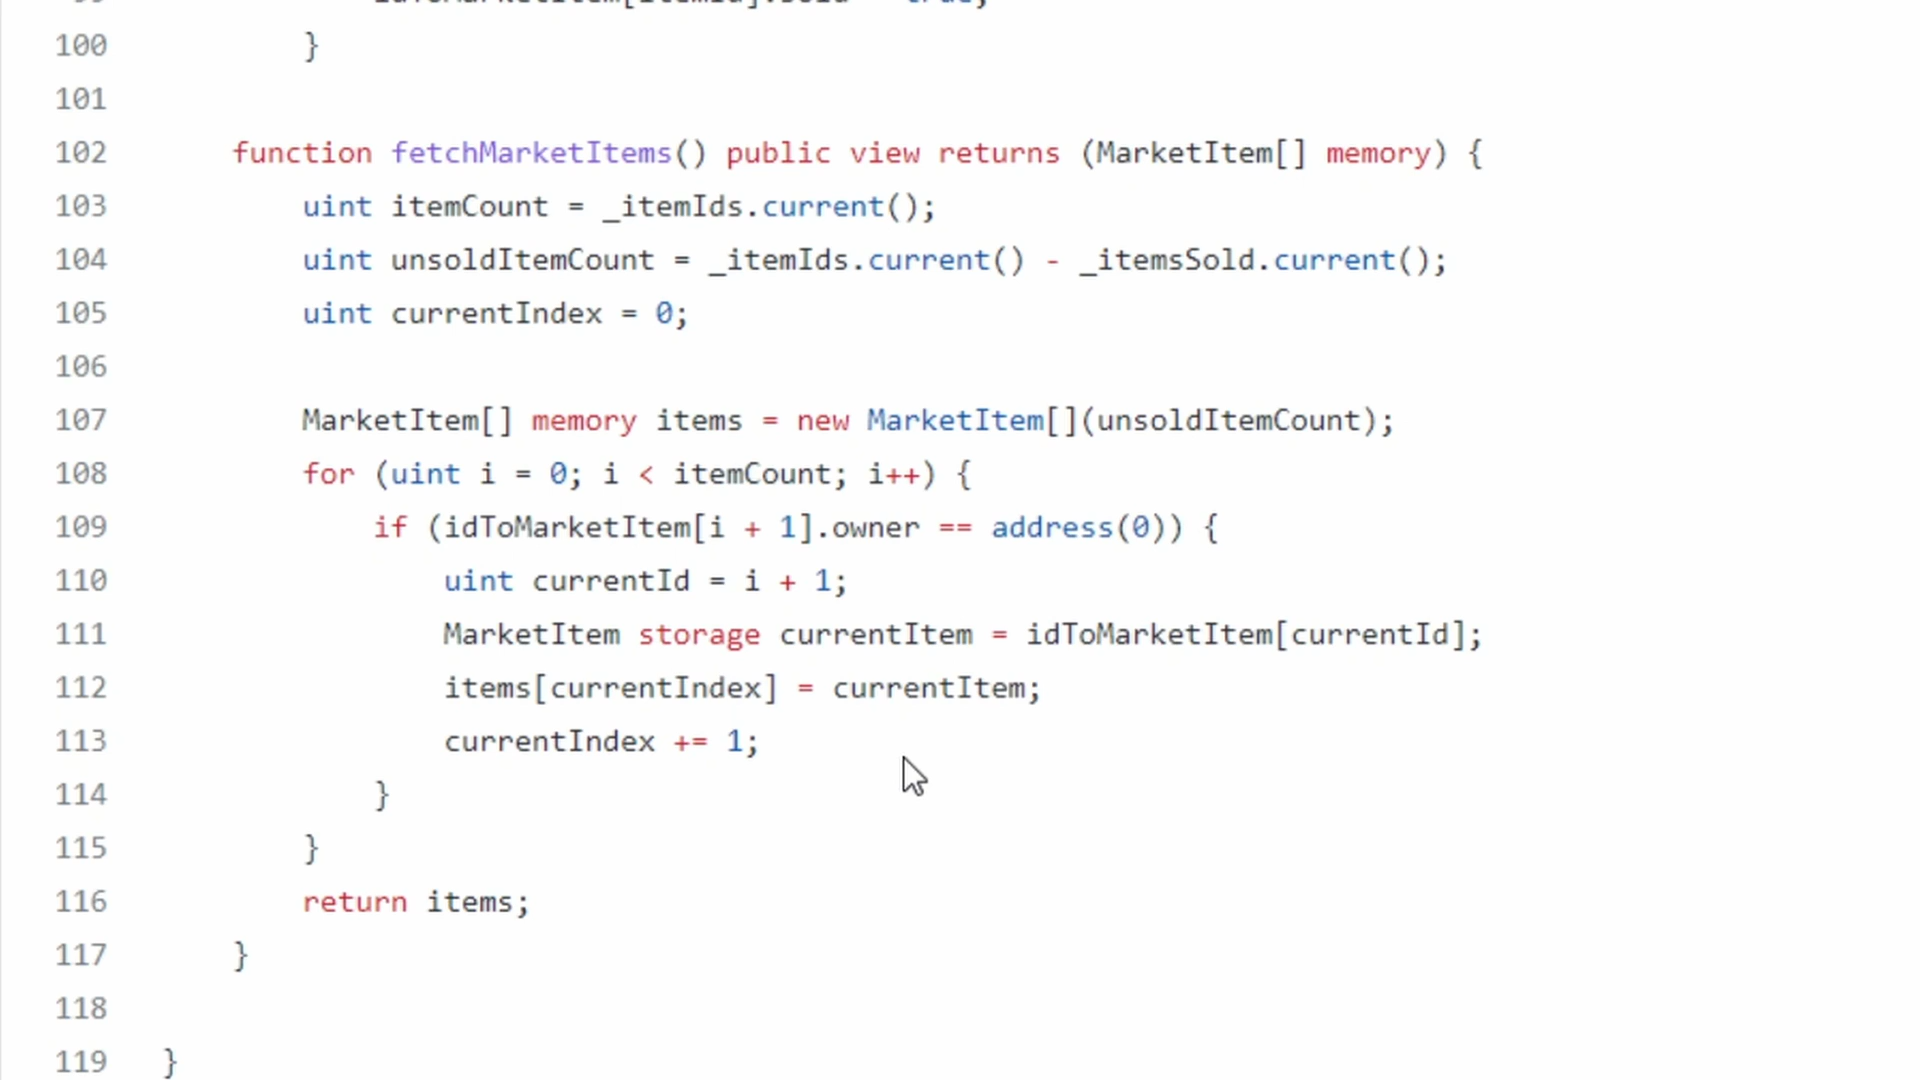 100 }
101
102 function fetchMarketItems() public view returns (MarketItem[] memory) {
103 uint itemCount = _itemIds.current();
104 uint unsoldItemCount = _itemIds.current() - _itemsSold.current();
105 uint currentIndex = 0;
106
107 MarketItem[] memory items = new MarketItem[](unsoldItemCount);
108 for (uint i = 0; i < itemCount; i++) {
109 if (idToMarketItem[i + 1].owner == address(0)) {
110 uint currentId = i + 1;
111 MarketItem storage currentItem = idToMarketItem[currentId];
112 items[currentIndex] = currentItem;
113 currentIndex += 1;
114 }
115 }
116 return items;
117 }
118
119 }